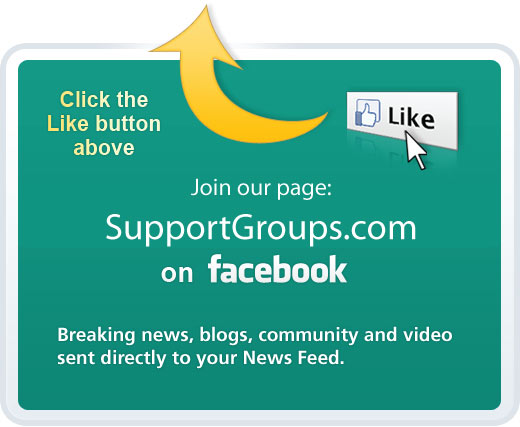 Click the
Like button
above
Like
Join our page:
SupportGroups.com
on facebook
Breaking news, blogs, community and video
sent directly to your News Feed.